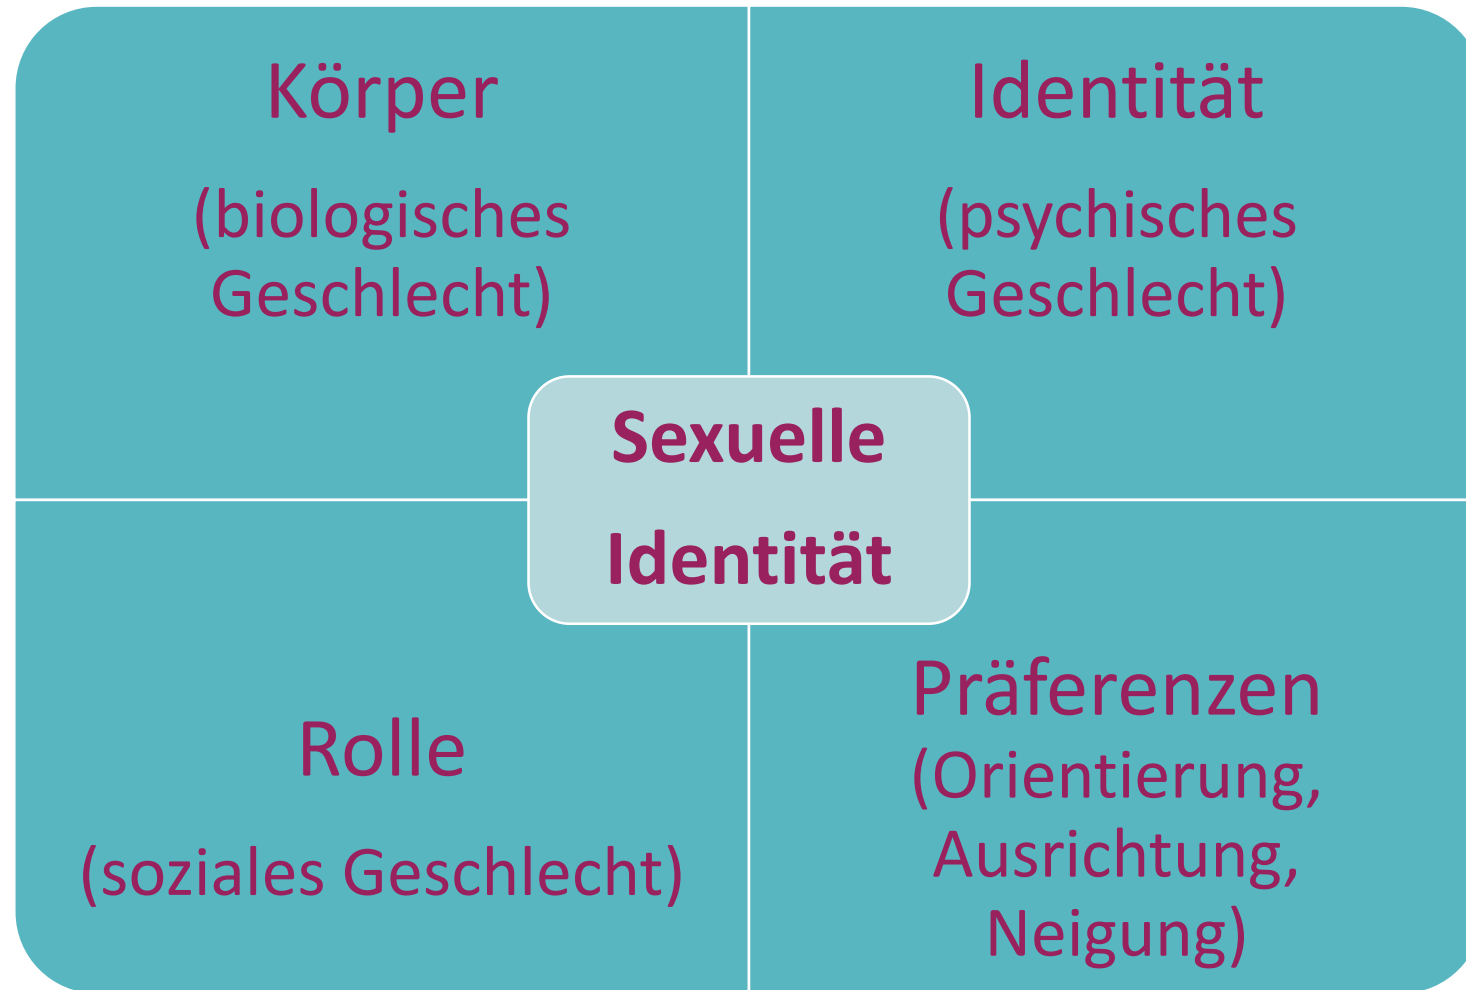 Körper
(biologisches
Geschlecht)
Identität
(psychisches
Geschlecht)
Sexuelle
Identität
Rolle
(soziales Geschlecht)
Präferenzen
(Orientierung,
Ausrichtung,
Neigung)